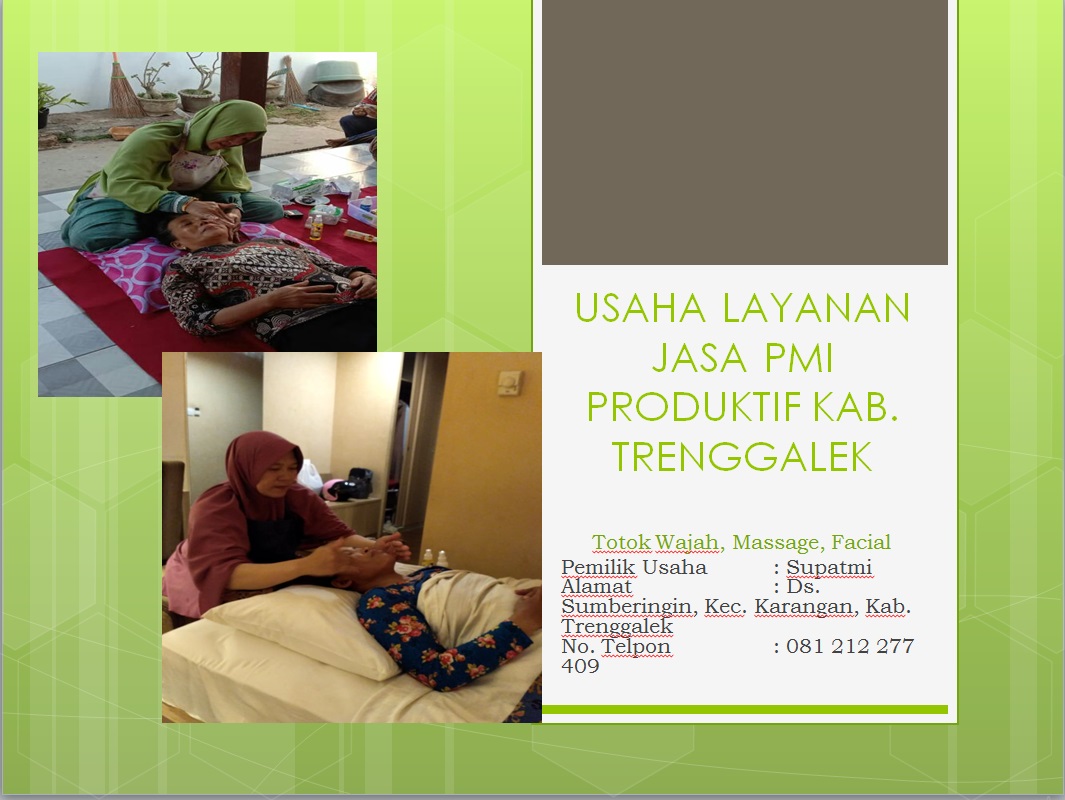 USAHA LAYANAN
JASA PMI
PRODUKTIF KAB.
TRENGGALEK
Totok Wajah, Massage, Facial
Pemilik Usaha : Supatmi
Alamat : Ds.
Sumberingin, Kec. Karangan, Kab.
Trenggalek
No. Telpon : 081 212 277
409